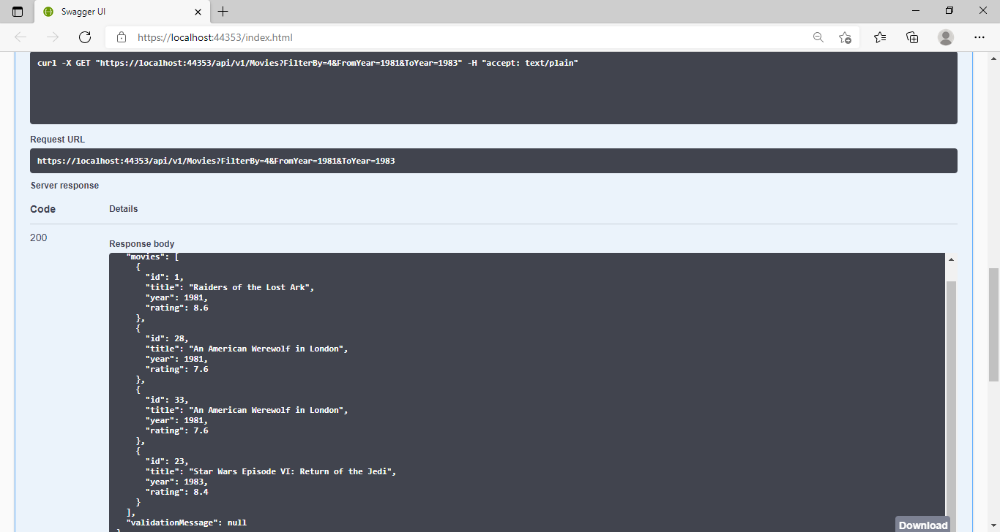 Swagger UI
https://localhost:44353/index.html
curl -X GET "https://localhost:44353/api/v1/Movies?FilterBy=4&FromYear=1981&ToYear=1983" -H "accept: text/plain"
Request URL
https://localhost:44353/api/v1/Movies?FilterBy=4&FromYear=1981&ToYear=1983
Server response
Code Details
200
Response body
"movies": [
{
"id": 1,
"title": "Raiders of the Lost Ark",
"year": 1981,
"rating": 8.6
},
{
"id": 28,
"title": "An American Werewolf in London",
"year": 1981,
"rating": 7.6
},
{
"id": 33,
"title": "An American Werewolf in London",
"year": 1981,
"rating": 7.6
},
{
"id": 23,
"title": "Star Wars Episode VI: Return of the Jedi",
"year": 1983,
"rating": 8.4
}
],
"validationMessage": null
}
Download